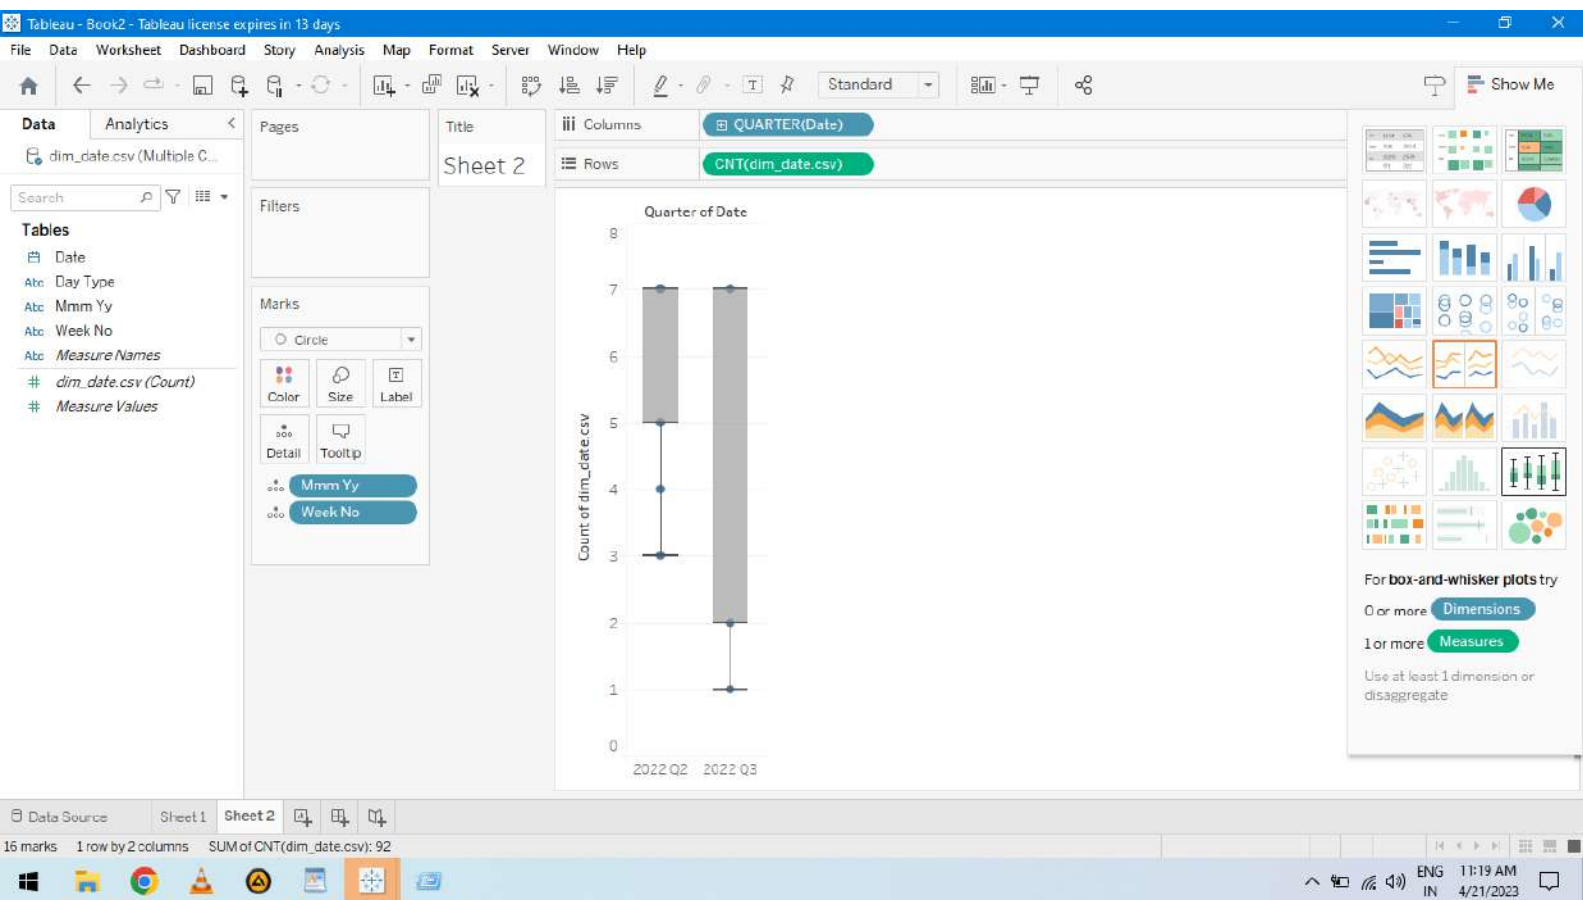 Tableau - Book2 - Tableau license expires in 13 days
File Data Worksheet Dashboard Story Analysis Map Format Server Window Help
Standard
Show Me
Data Analytics
dim_date.csv (Multiple C...
Search
Tables
Date
Abc Day Type
Abc Mmm Yy
Abc Week No
Abc Measure Names
# dim_date.csv (Count)
# Measure Values
Pages
Filters
Marks
Circle
Color Size Label
Detail Tooltip
Mmm Yy
Week No
Title
Sheet 2
Columns QUARTER(Date)
Rows CNT(dim_date.csv)
Quarter of Date
Count of dim_date.csv
8
7
6
5
4
3
2
1
0
2022 Q2 2022 Q3
For box-and-whisker plots try
0 or more Dimensions
1 or more Measures
Use at least 1 dimension or
disaggregate
Data Source Sheet 1 Sheet 2
16 marks 1 row by 2 columns SUM of CNT(dim_date.csv): 92
ENG
IN
11:19 AM
4/21/2023